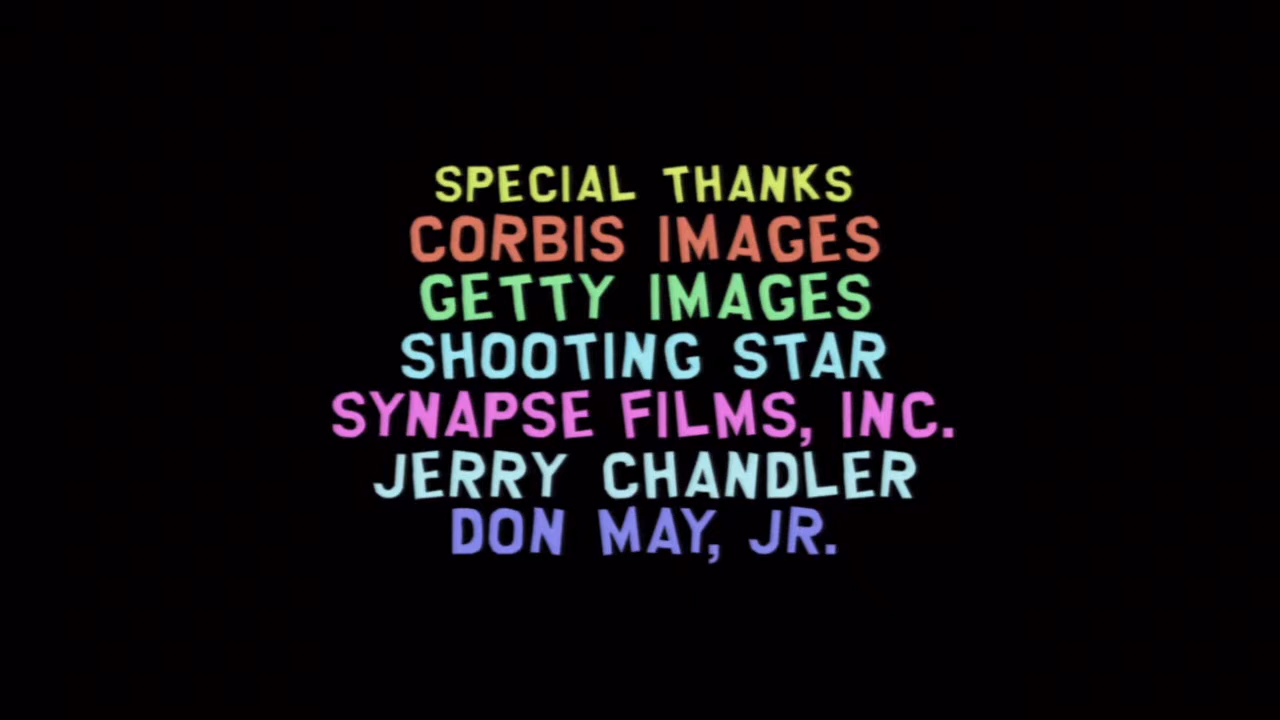 SPECIAL THANKS
CORBIS IMAGES
GETTY IMAGES
SHOOTING STAR
SYNAPSE FILMS, INC.
JERRY CHANDLER
DON MAY, JR.